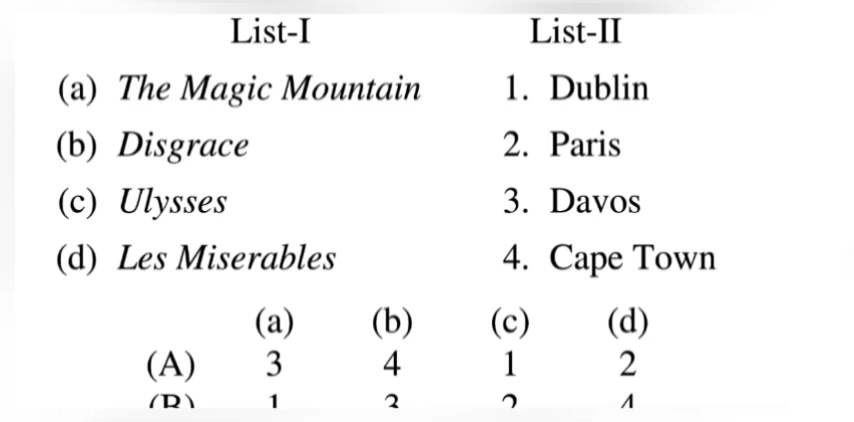 List-I List-II
(a) The Magic Mountain 1. Dublin
(b) Disgrace 2. Paris
(c) Ulysses 3. Davos
(d) Les Miserables 4. Cape Town
(a) (b) (c) (d)
(A) 3 4 1 2
(B) 1